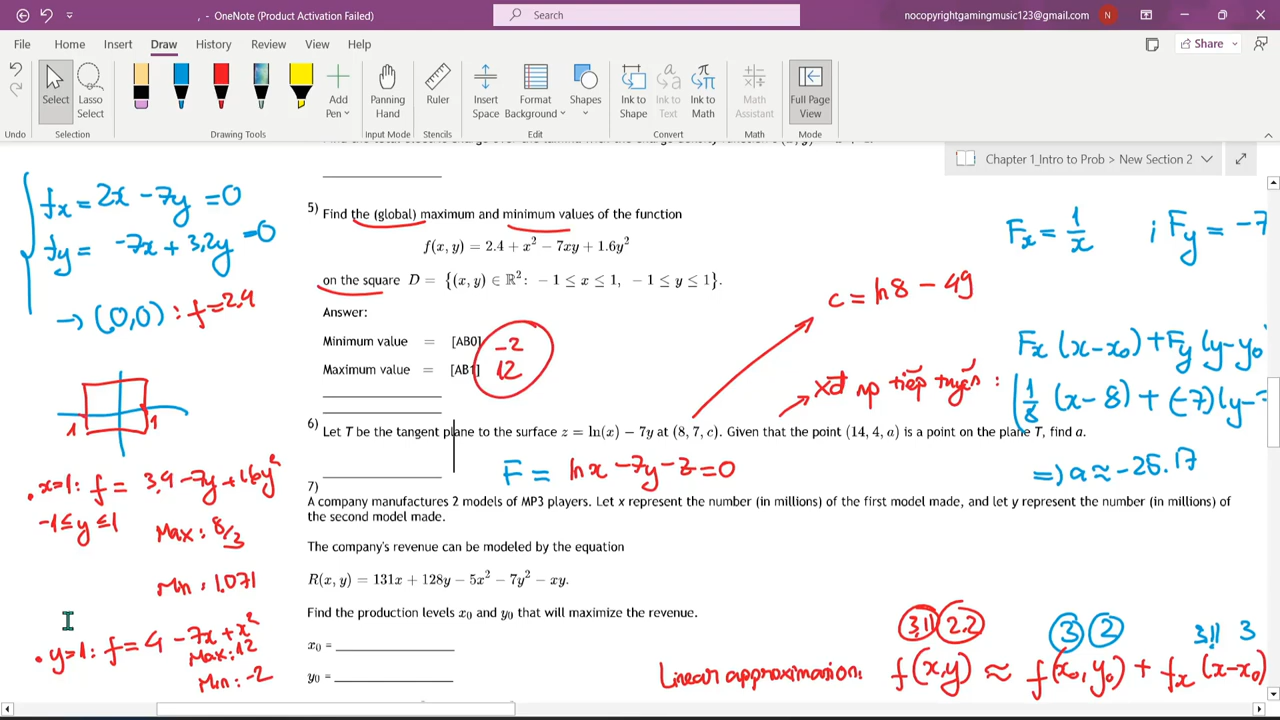 , - OneNote (Product Activation Failed)
Search
nocopyrightgamingmusic123@gmail.com
N
File Home Insert Draw History Review View Help
Share
Select
Lasso Select
Add Pen
Panning Hand
Ruler
Insert Space
Format Background
Shapes
Ink to Shape
Ink to Text
Ink to Math
Math Assistant
Full Page View
Undo Selection Drawing Tools Input Mode Stencils Edit Convert Math Mode
Chapter 1_Intro to Prob > New Section 2
fx = 2x - 7y = 0
fy = -7x + 3,2y = 0
→ (0,0) : f = 2.4
1 1
. x=1 : f = 3,4 - 7y + 1.6y²
-1 ≤ y ≤ 1
Max : 8/3
Min : 1.071
. y=1 : f = 4 - 7x + x²
Max : 12
Min : -2
5) Find the (global) maximum and minimum values of the function
f(x, y) = 2.4 + x² − 7xy + 1.6y²
on the square D = {(x, y) ∈ ℝ²: − 1 ≤ x ≤ 1, − 1 ≤ y ≤ 1}.
Answer:
Minimum value = [AB0] -2
Maximum value = [AB1] 12
6) Let T be the tangent plane to the surface z = ln(x) − 7y at (8, 7, c). Given that the point (14, 4, a) is a point on the plane T, find a.
F = lnx - 7y - z = 0
c = ln8 - 49
Fx = 1/x ; Fy = -7
Fx (x-x0) + Fy (y-y0
xđ mp tiếp tuyến :
1/8 (x-8) + (-7)(y-
=> a ≈ -26.17
7)
A company manufactures 2 models of MP3 players. Let x represent the number (in millions) of the first model made, and let y represent the number (in millions) of
the second model made.
The company's revenue can be modeled by the equation
R(x, y) = 131x + 128y − 5x² − 7y² − xy.
Find the production levels x₀ and y₀ that will maximize the revenue.
x₀ =
y₀ =
3,11 2.2 3 2 3,11 3
Linear approximation: f(x,y) ≈ f(x0,y0) + fx (x-x0)